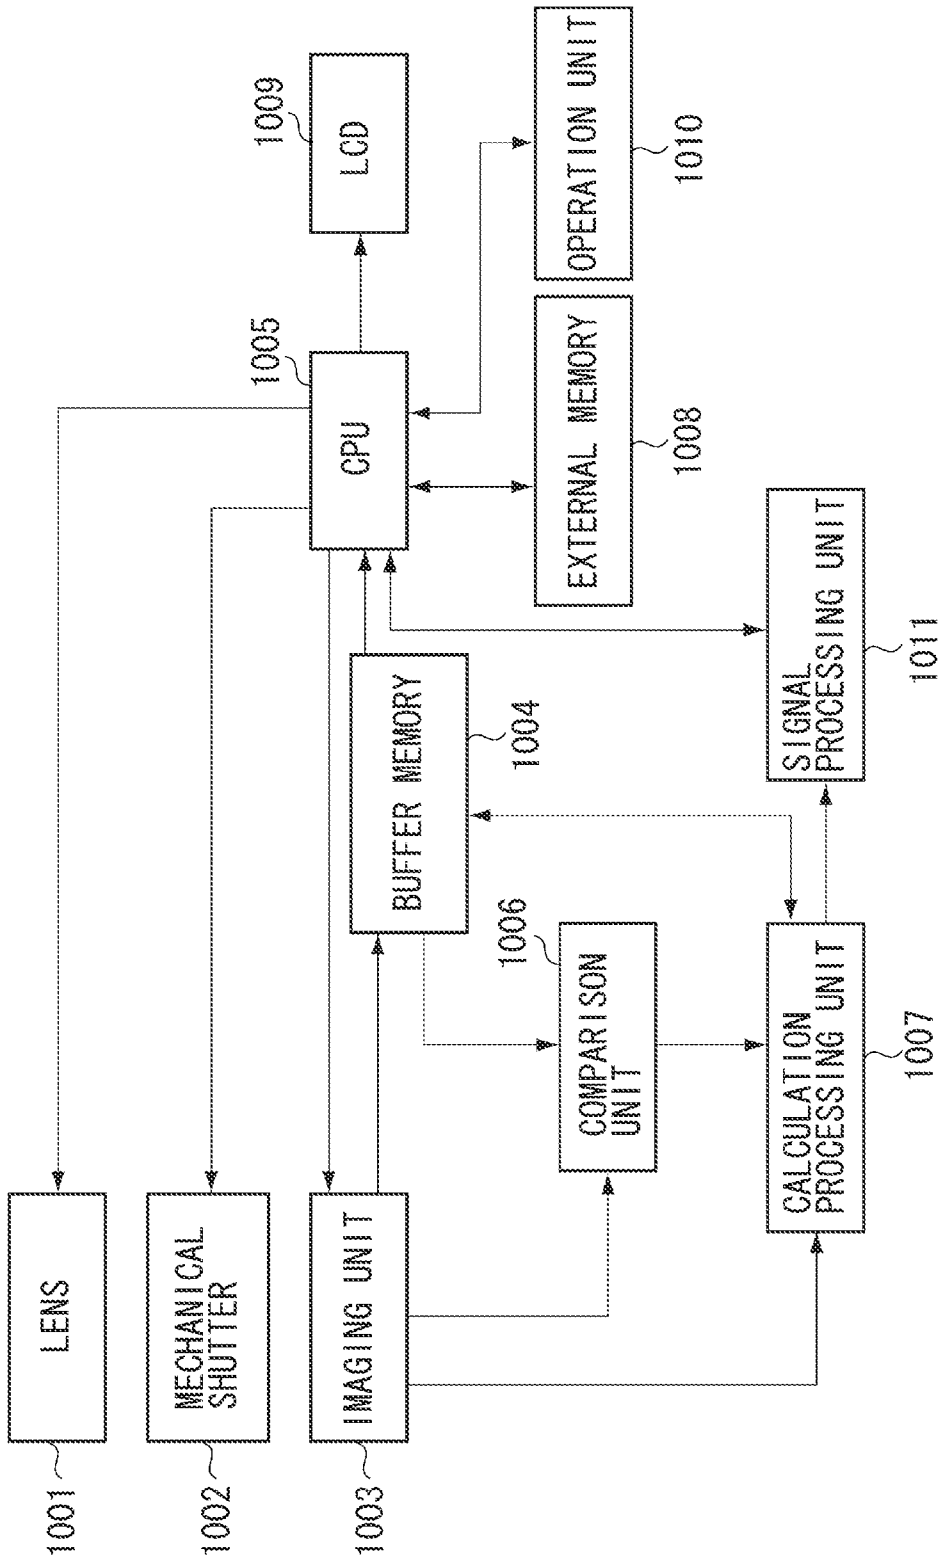 1001
LENS
1002
MECHANICAL
SHUTTER
1003
IMAGING UNIT
BUFFER MEMORY
1004
1005
CPU
1009
LCD
1006
COMPARISON
UNIT
EXTERNAL MEMORY
1008
OPERATION UNIT
1010
CALCULATION
PROCESSING UNIT
1007
SIGNAL
PROCESSING UNIT
1011